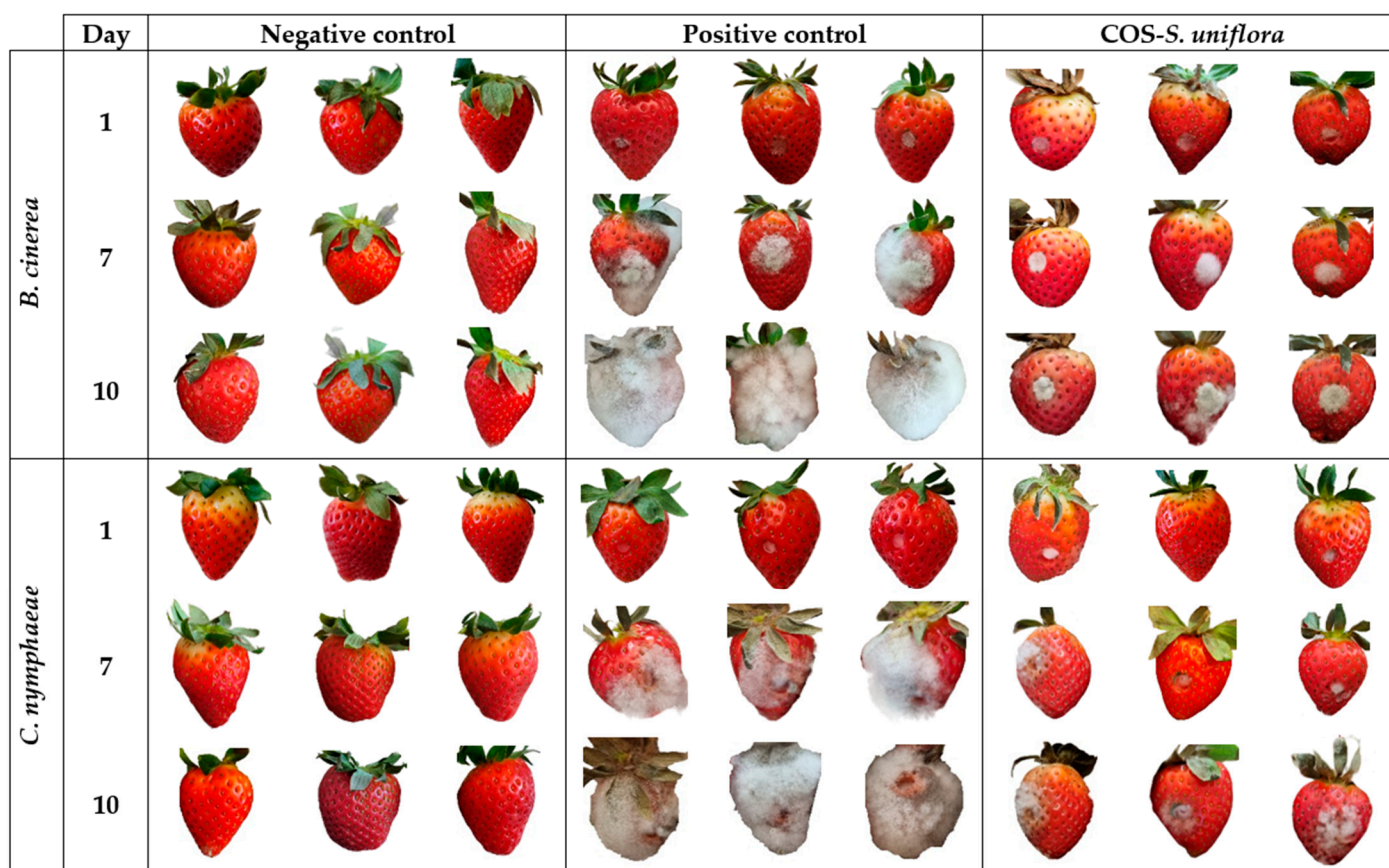 Day Negative control Positive control COS-S. uniflora
B. cinerea
1
7
10
C. nymphaeae
1
7
10